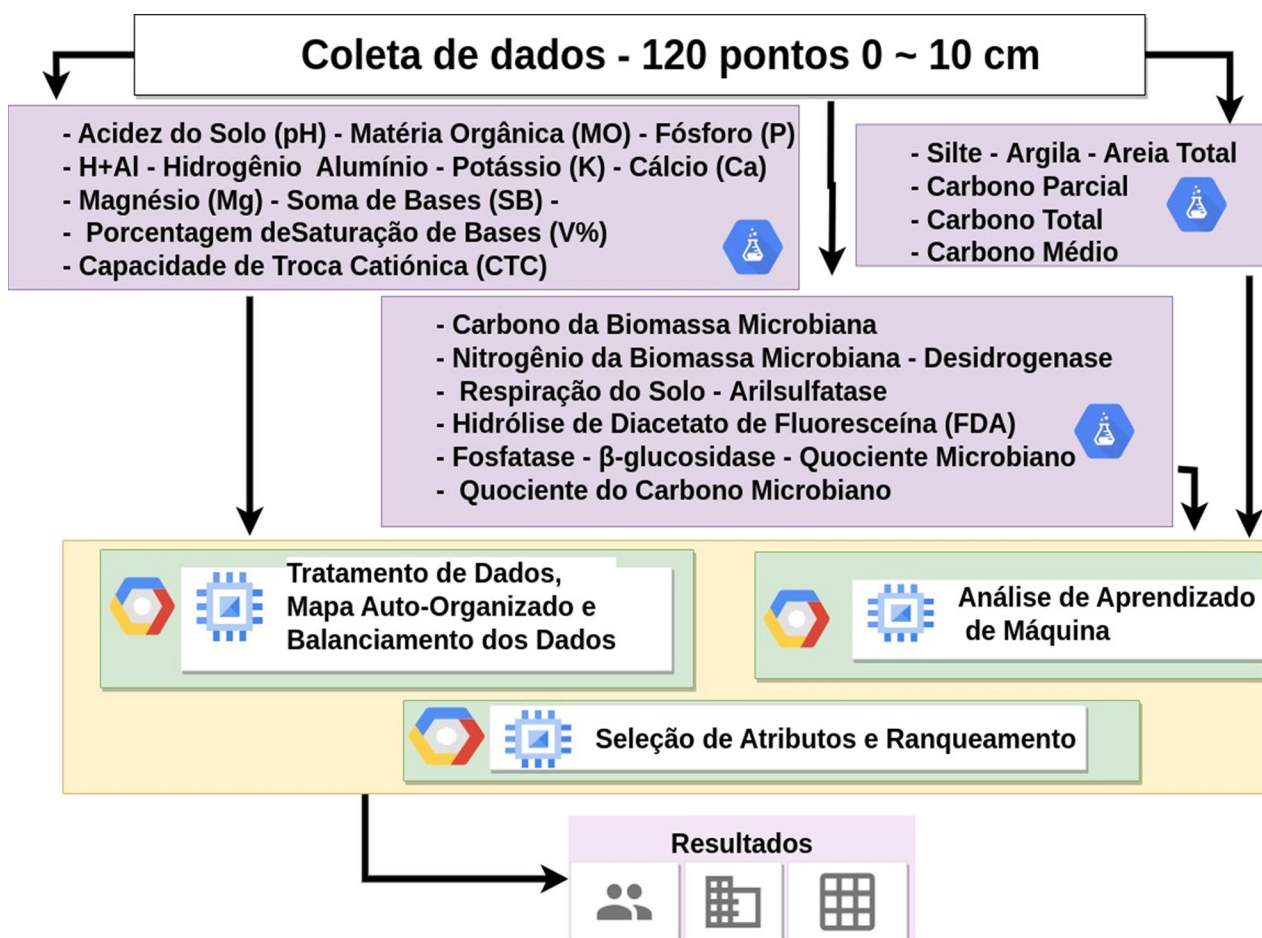 Coleta de dados - 120 pontos 0 ~ 10 cm
- Acidez do Solo (pH) - Matéria Orgânica (MO) - Fósforo (P)
- H+Al - Hidrogênio Alumínio - Potássio (K) - Cálcio (Ca)
- Magnésio (Mg) - Soma de Bases (SB) -
- Porcentagem deSaturação de Bases (V%)
- Capacidade de Troca Catiónica (CTC)
- Silte - Argila - Areia Total
- Carbono Parcial
- Carbono Total
- Carbono Médio
- Carbono da Biomassa Microbiana
- Nitrogênio da Biomassa Microbiana - Desidrogenase
- Respiração do Solo - Arilsulfatase
- Hidrólise de Diacetato de Fluoresceína (FDA)
- Fosfatase - β-glucosidase - Quociente Microbiano
- Quociente do Carbono Microbiano
Tratamento de Dados,
Mapa Auto-Organizado e
Balanciamento dos Dados
Análise de Aprendizado
de Máquina
Seleção de Atributos e Ranqueamento
Resultados